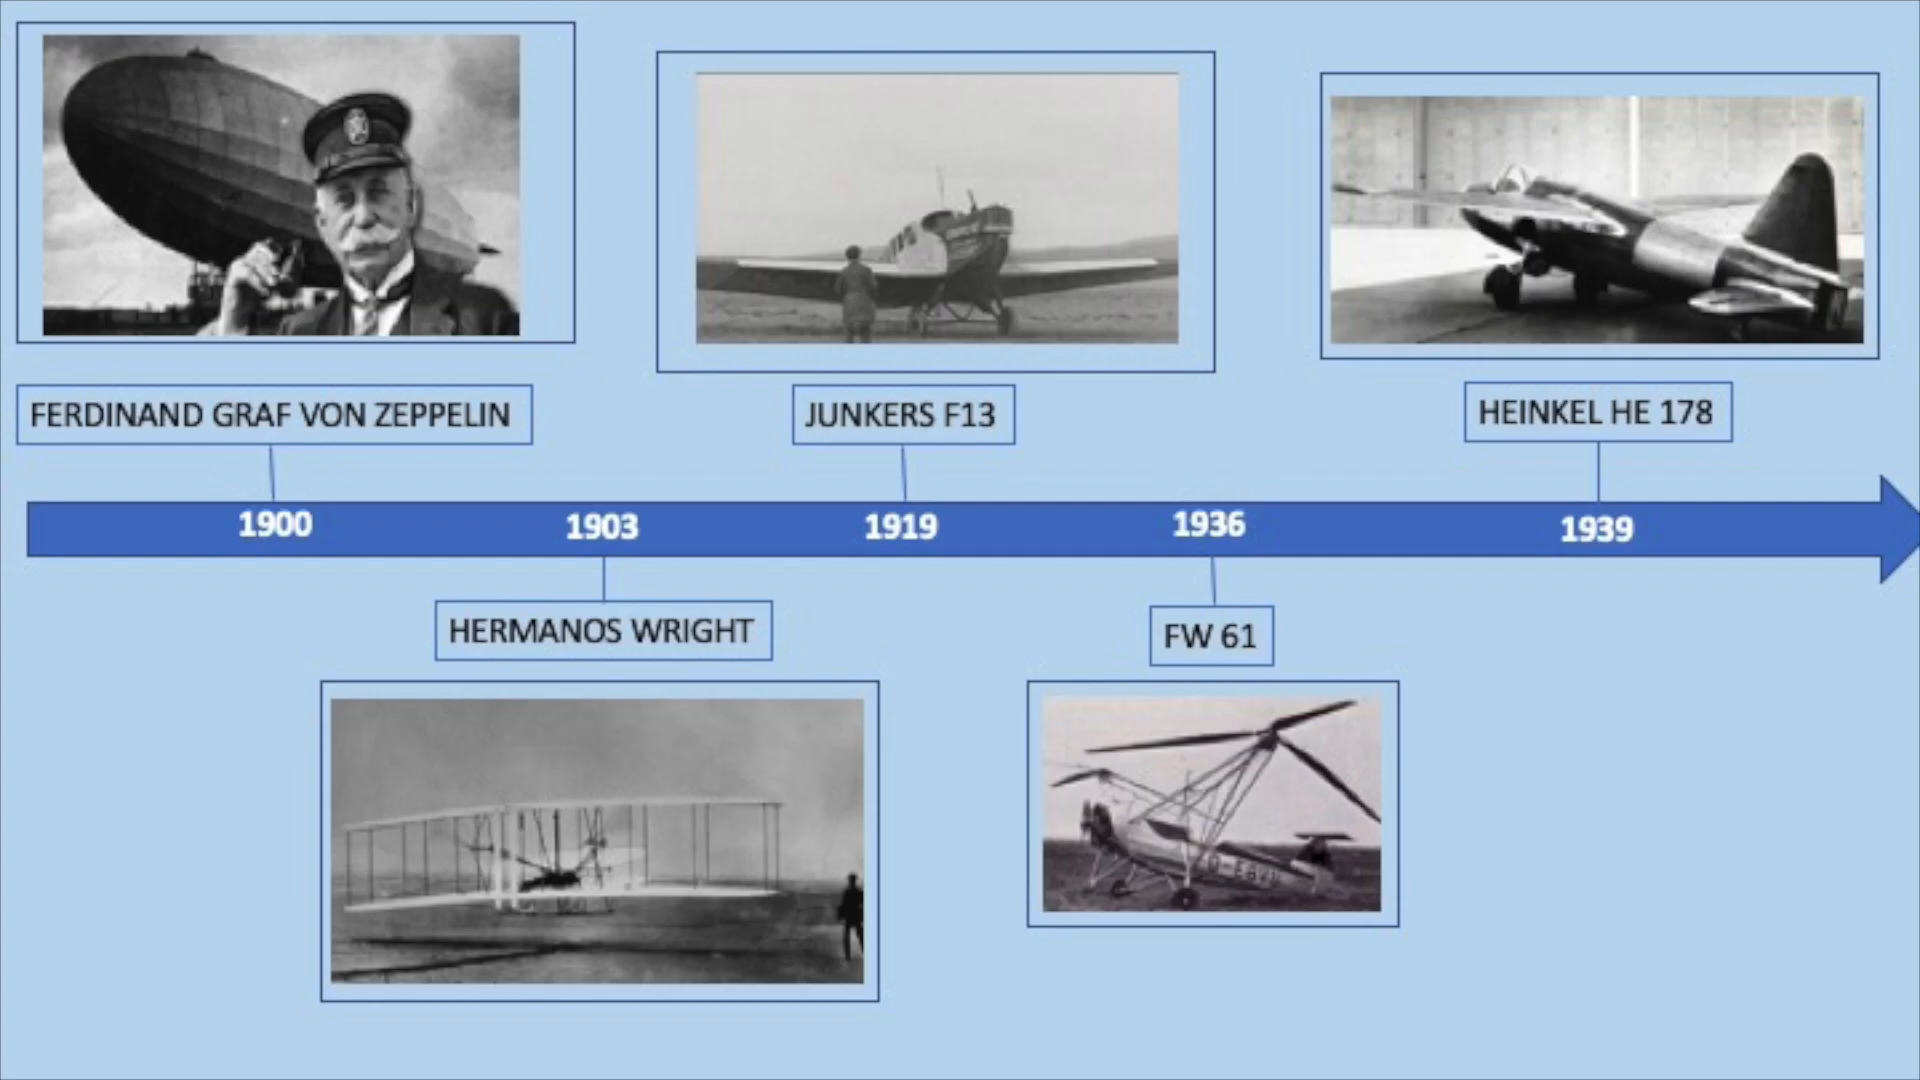 FERDINAND GRAF VON ZEPPELIN
JUNKERS F13
HEINKEL HE 178
1900
1903
1919
1936
1939
HERMANOS WRIGHT
FW 61